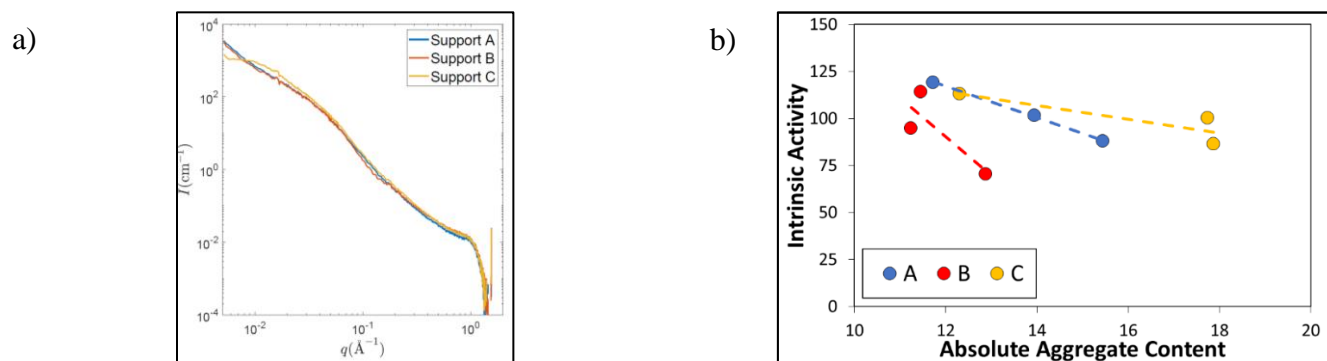 a)
10^4
10^2
10^0
10^-2
10^-4
I(cm^-1)
10^-2
10^-1
10^0
q(Å^-1)
Support A
Support B
Support C
b)
150
125
100
75
50
25
0
Intrinsic Activity
10
12
14
16
18
20
Absolute Aggregate Content
A B C